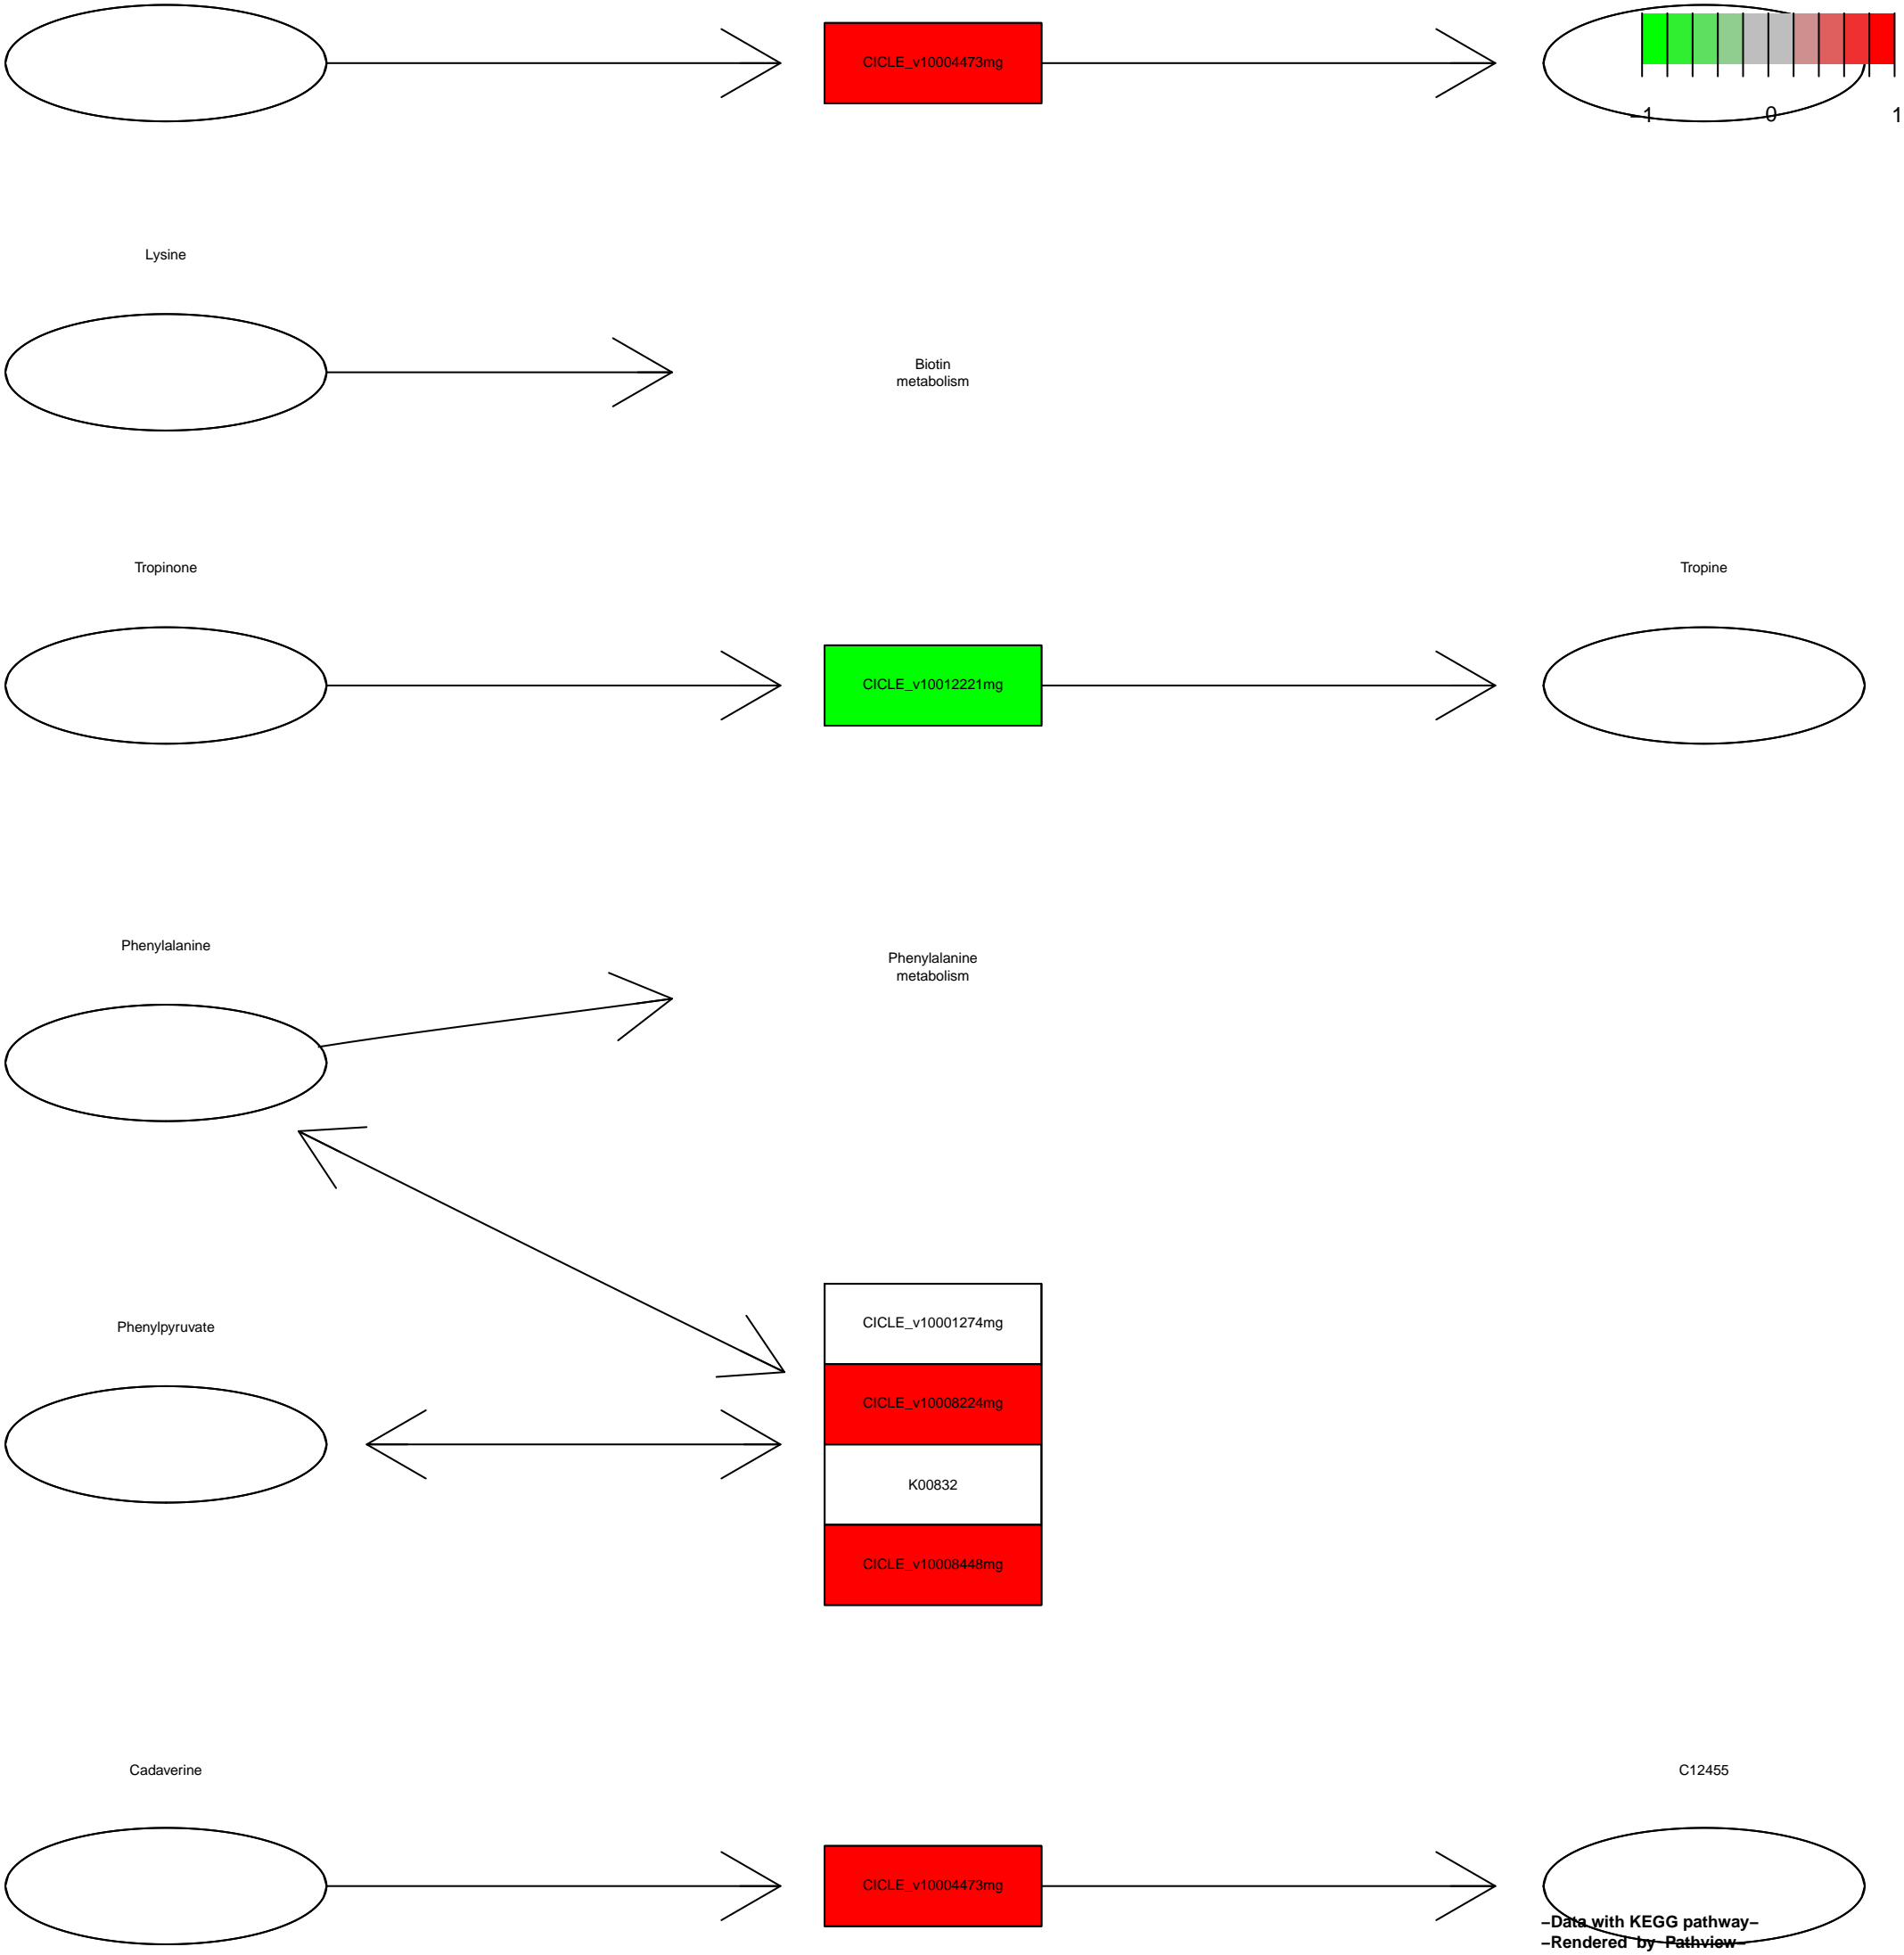 CICLE_v10004473mg
−1 0 1
Lysine
Biotin
metabolism
Tropinone
Tropine
CICLE_v10012221mg
Phenylalanine
Phenylalanine
metabolism
Phenylpyruvate
CICLE_v10001274mg
CICLE_v10008224mg
K00832
CICLE_v10008448mg
Cadaverine
C12455
CICLE_v10004473mg
−Data with KEGG pathway−
−Rendered by Pathview−